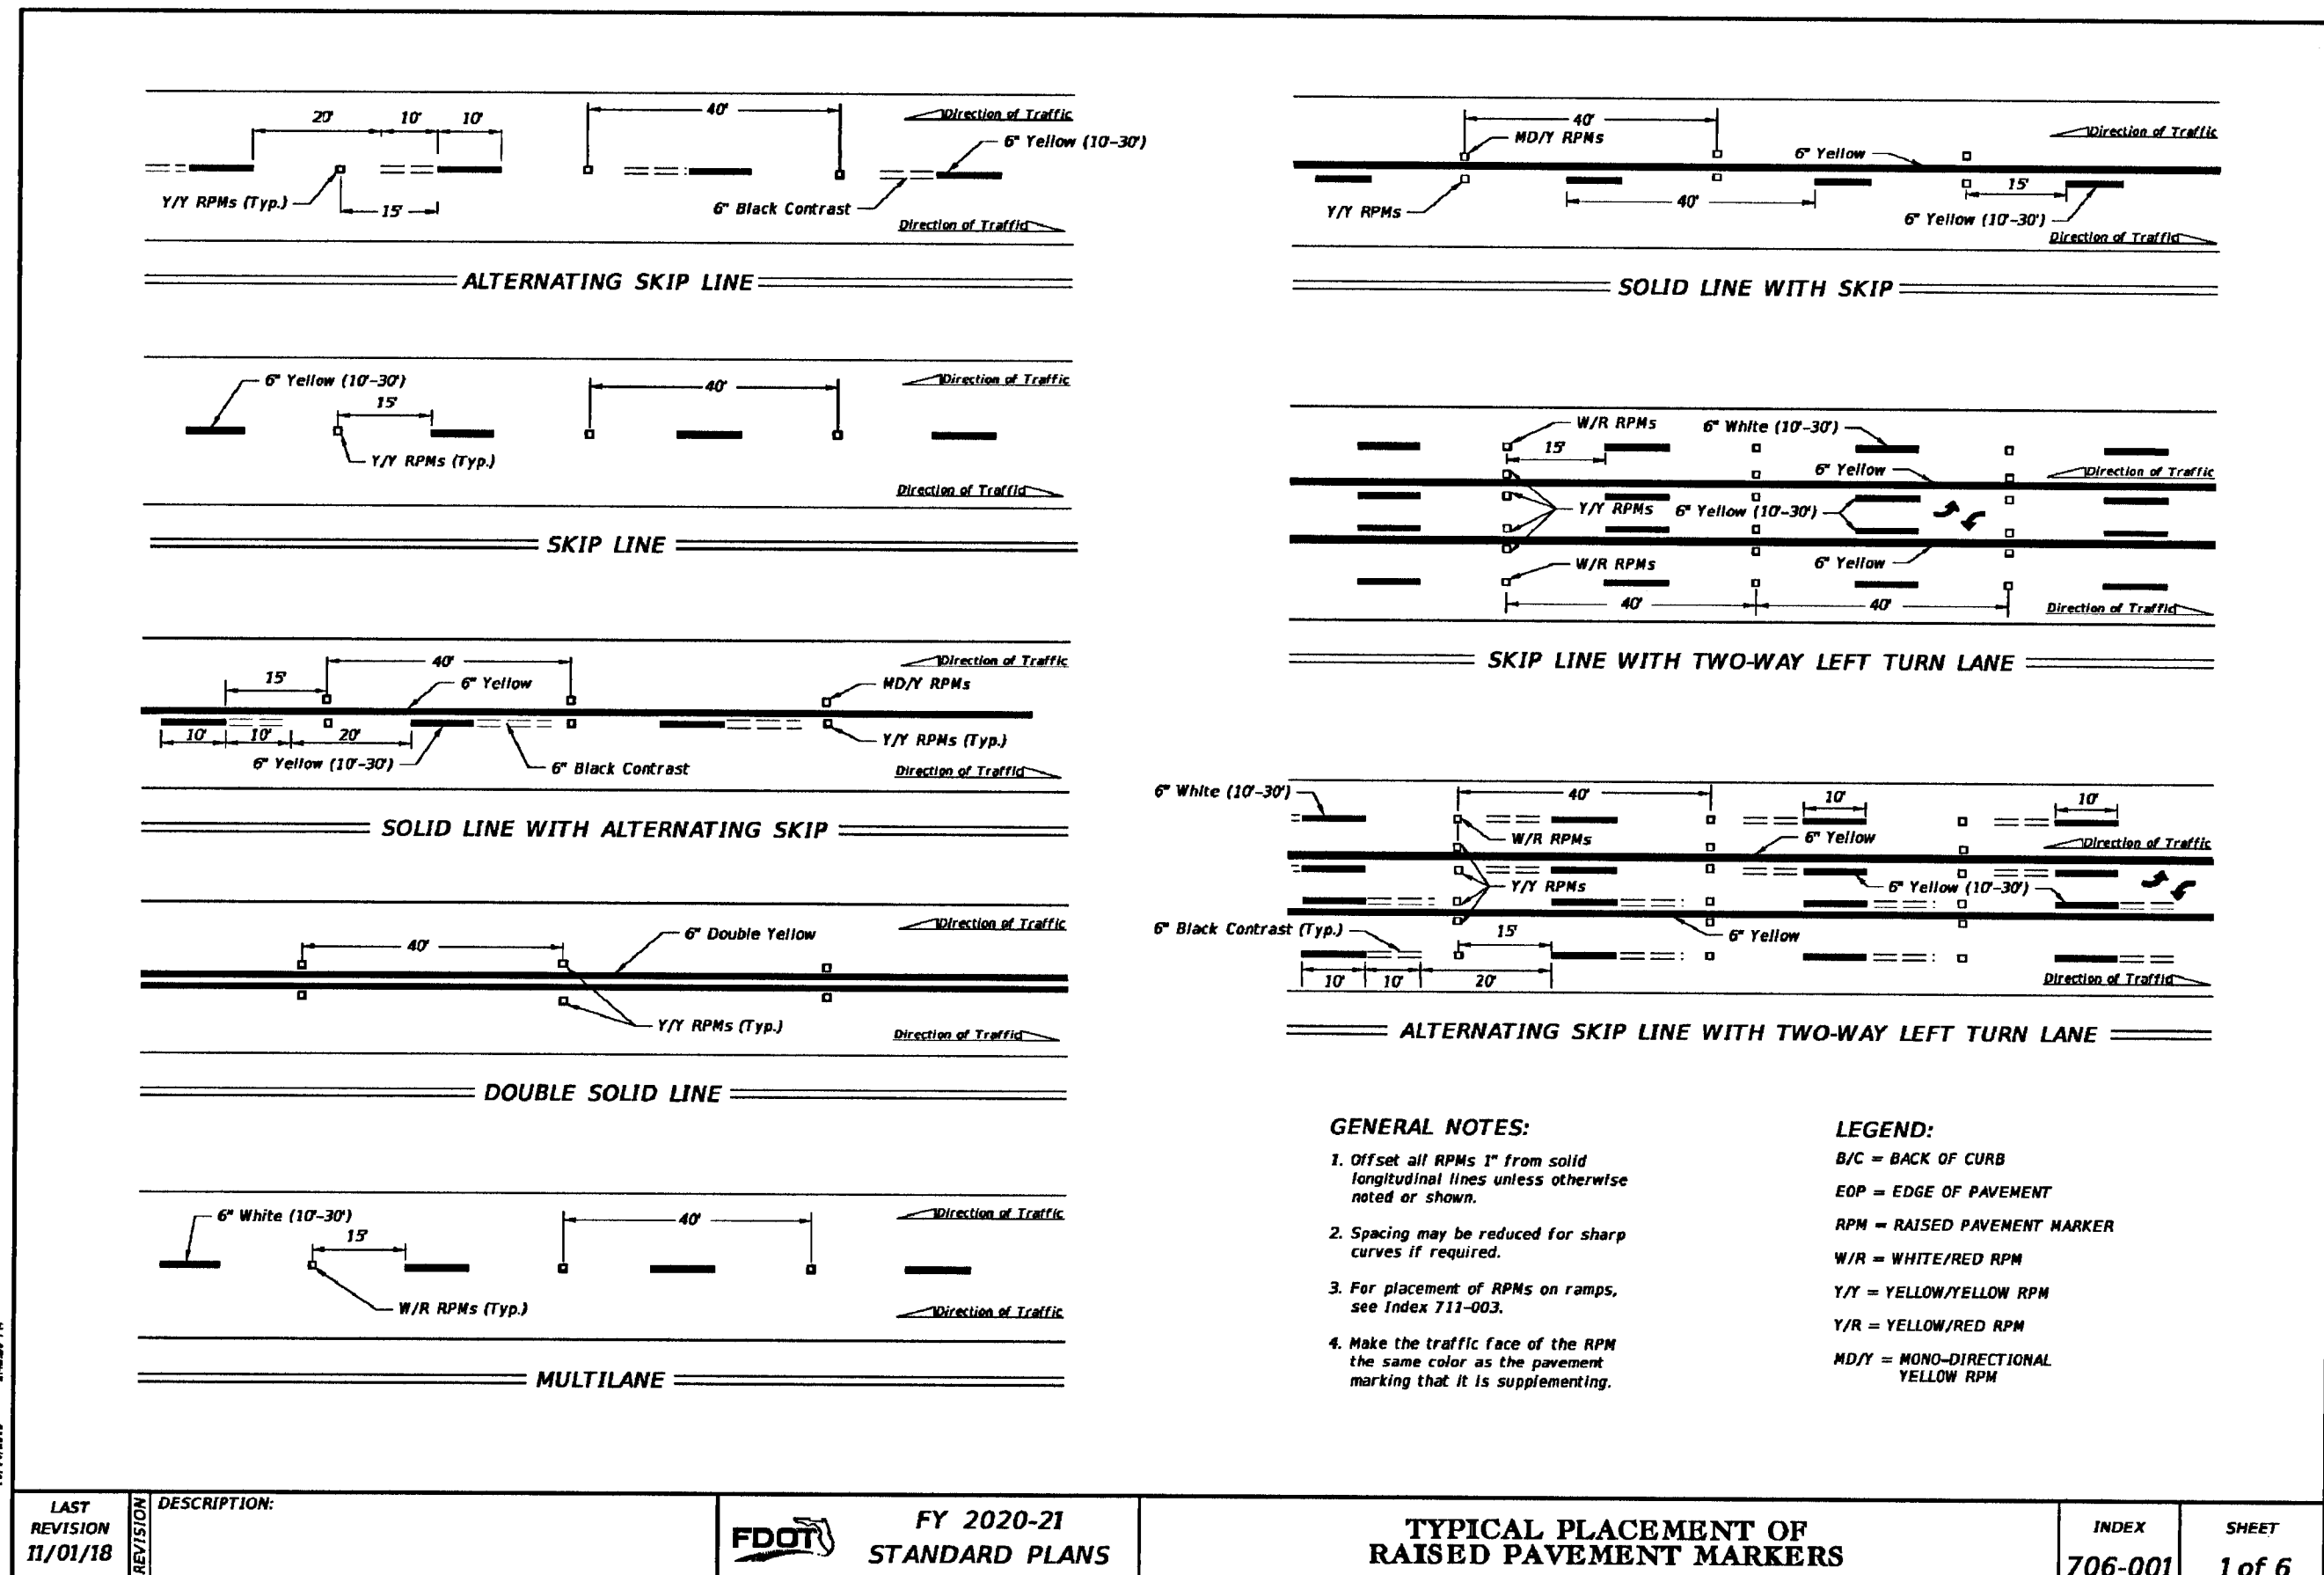 20' 10' 10' 40' Direction of Traffic
6" Yellow (10'-30')
Y/Y RPMs (Typ.) 15' 6" Black Contrast
Direction of Traffic
ALTERNATING SKIP LINE
6" Yellow (10'-30') 40' Direction of Traffic
15'
Y/Y RPMs (Typ.)
Direction of Traffic
SKIP LINE
40' Direction of Traffic
15' 6" Yellow MD/Y RPMs
10' 10' 20' Y/Y RPMs (Typ.)
6" Yellow (10'-30') 6" Black Contrast Direction of Traffic
SOLID LINE WITH ALTERNATING SKIP
Direction of Traffic
40' 6" Double Yellow
Y/Y RPMs (Typ.)
Direction of Traffic
DOUBLE SOLID LINE
6" White (10'-30') 40' Direction of Traffic
15'
W/R RPMs (Typ.)
Direction of Traffic
MULTILANE
40'
MD/Y RPMs Direction of Traffic
6" Yellow
15'
40'
Y/Y RPMs 6" Yellow (10'-30')
Direction of Traffic
SOLID LINE WITH SKIP
W/R RPMs 6" White (10'-30')
15'
6" Yellow Direction of Traffic
Y/Y RPMs 6" Yellow (10'-30')
W/R RPMs 6" Yellow
40' 40' Direction of Traffic
SKIP LINE WITH TWO-WAY LEFT TURN LANE
6" White (10'-30') 40' 10' 10'
W/R RPMs 6" Yellow Direction of Traffic
Y/Y RPMs 6" Yellow (10'-30')
6" Black Contrast (Typ.) 15' 6" Yellow
10' 10' 20' Direction of Traffic
ALTERNATING SKIP LINE WITH TWO-WAY LEFT TURN LANE
GENERAL NOTES:
1. Offset all RPMs 1" from solid
longitudinal lines unless otherwise
noted or shown.
2. Spacing may be reduced for sharp
curves if required.
3. For placement of RPMs on ramps,
see Index 711-003.
4. Make the traffic face of the RPM
the same color as the pavement
marking that it is supplementing.
LEGEND:
B/C = BACK OF CURB
EOP = EDGE OF PAVEMENT
RPM = RAISED PAVEMENT MARKER
W/R = WHITE/RED RPM
Y/Y = YELLOW/YELLOW RPM
Y/R = YELLOW/RED RPM
MD/Y = MONO-DIRECTIONAL
YELLOW RPM
LAST
REVISION
11/01/18
REVISION
DESCRIPTION:
FDOT
FY 2020-21
STANDARD PLANS
TYPICAL PLACEMENT OF
RAISED PAVEMENT MARKERS
INDEX
706-001
SHEET
1 of 6